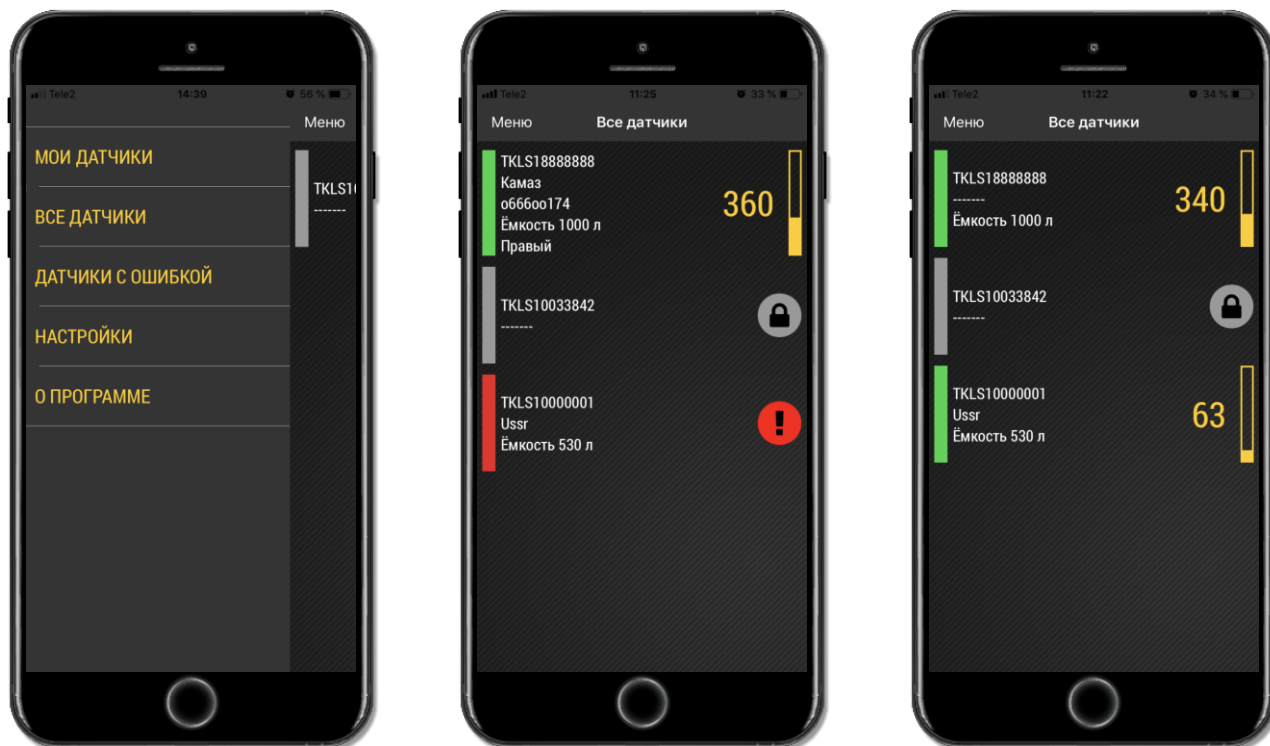 Tele2 14:39 56 %
Меню
МОИ ДАТЧИКИ
TKLS1
-------
ВСЕ ДАТЧИКИ
ДАТЧИКИ С ОШИБКОЙ
НАСТРОЙКИ
О ПРОГРАММЕ
Tele2 11:25 33 %
Меню Все датчики
TKLS18888888
Камаз
о666оо174
Ёмкость 1000 л
Правый
360
TKLS10033842
-------
TKLS10000001
Ussr
Ёмкость 530 л
!
Tele2 11:22 34 %
Меню Все датчики
TKLS18888888
-------
Ёмкость 1000 л
340
TKLS10033842
-------
TKLS10000001
Ussr
Ёмкость 530 л
63